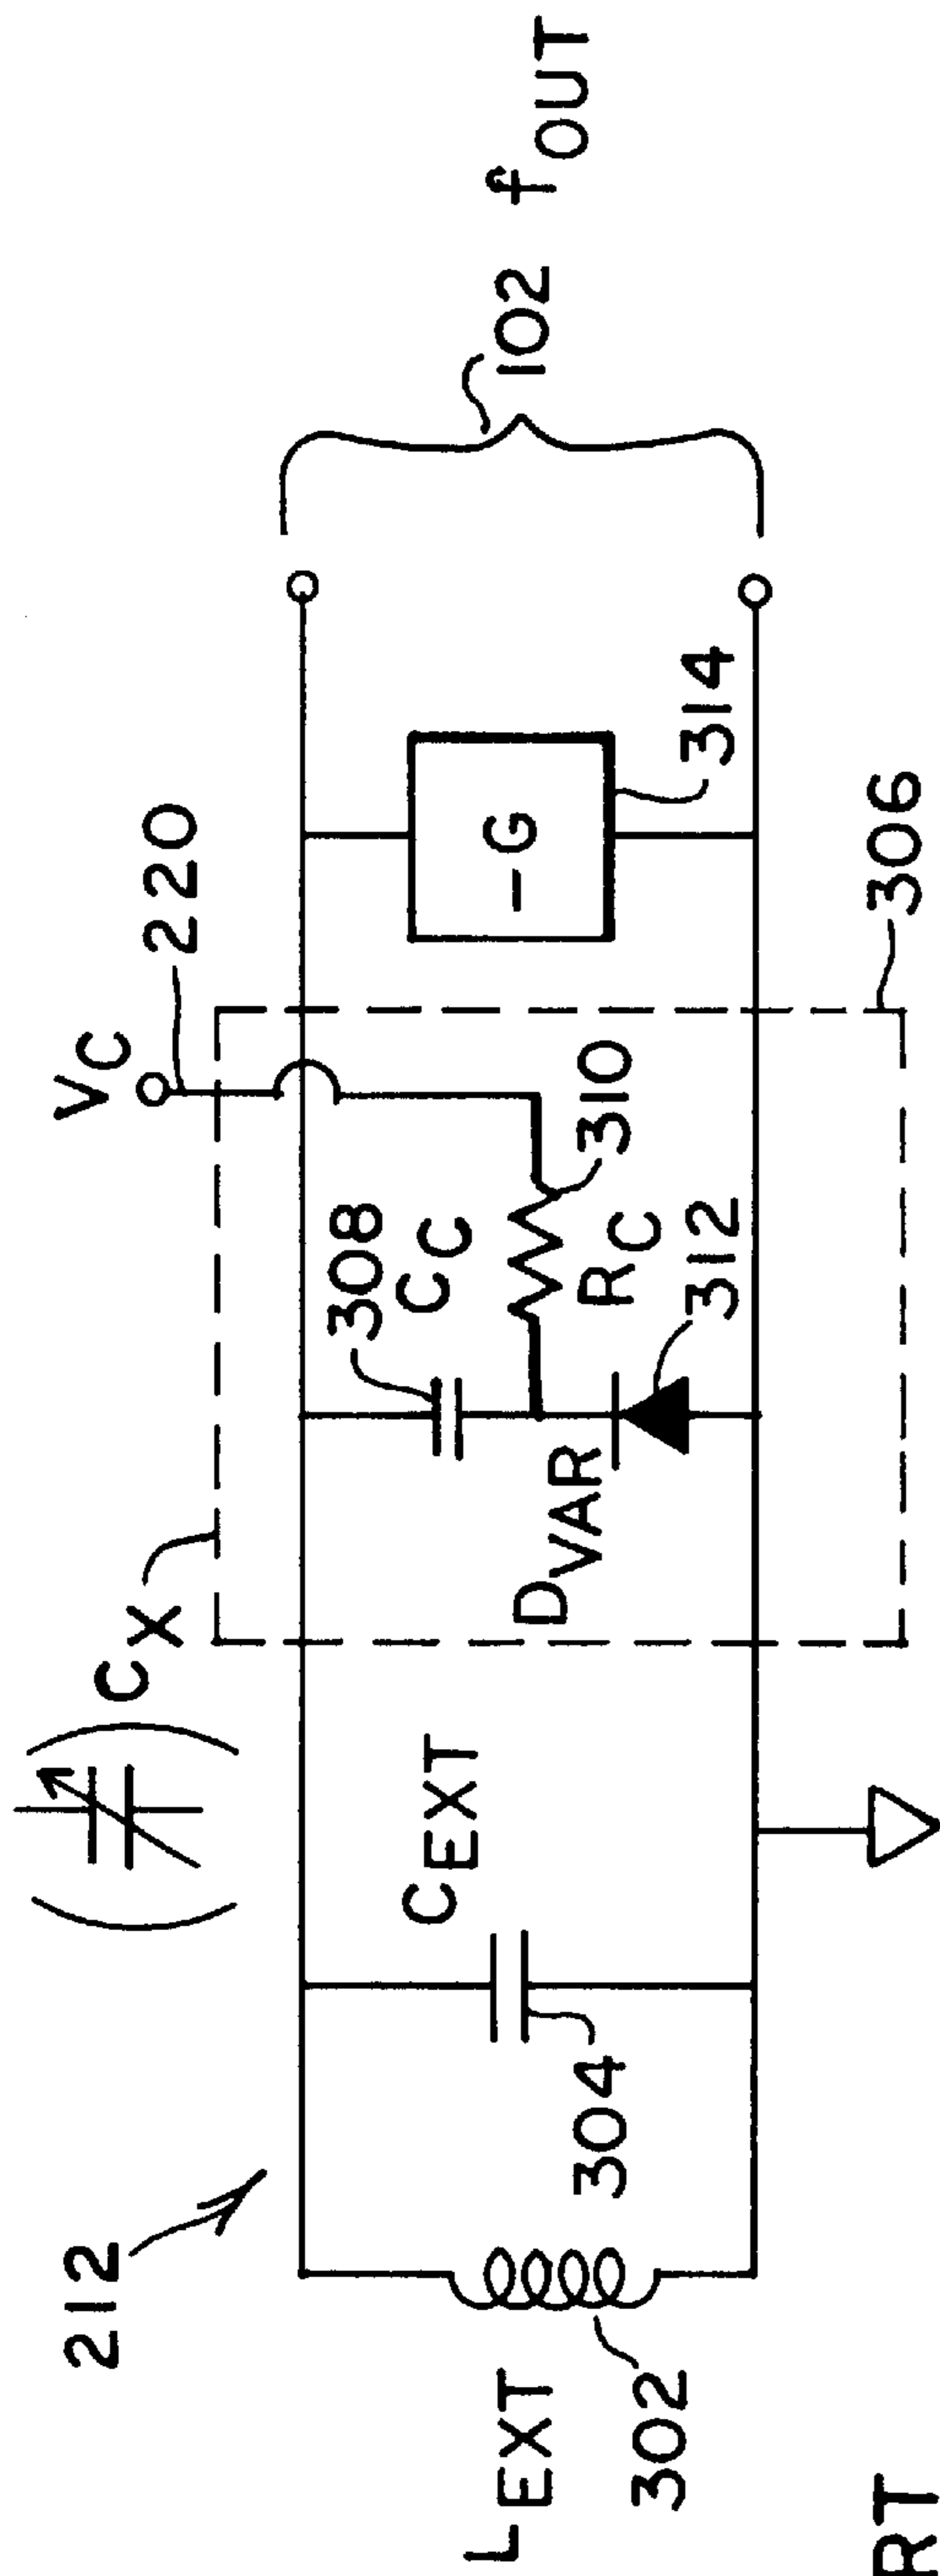 212
C_X
V_C
220
L_EXT
302
C_EXT
304
308
C_C
D_VAR
R_C
310
312
-G
314
306
102 f_OUT
RT